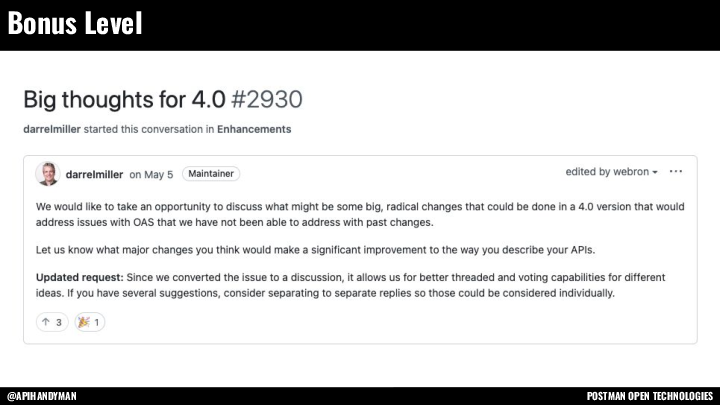 Bonus Level
Big thoughts for 4.0 #2930
darrelmiller started this conversation in Enhancements
darrelmiller on May 5 Maintainer edited by webron ...
We would like to take an opportunity to discuss what might be some big, radical changes that could be done in a 4.0 version that would
address issues with OAS that we have not been able to address with past changes.
Let us know what major changes you think would make a significant improvement to the way you describe your APIs.
Updated request: Since we converted the issue to a discussion, it allows us for better threaded and voting capabilities for different
ideas. If you have several suggestions, consider separating to separate replies so those could be considered individually.
↑ 3 🎉 1
@APIHANDYMAN POSTMAN OPEN TECHNOLOGIES